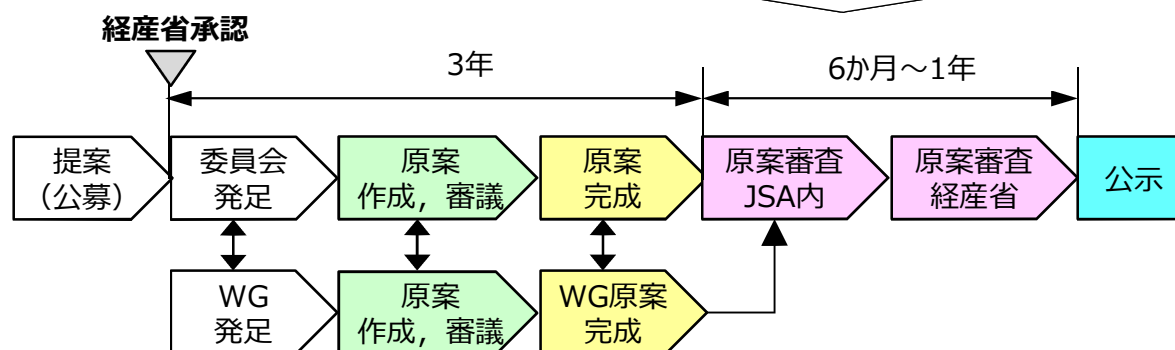 経産省承認
3年
6か月～1年
提案
（公募）
委員会
発足
原案
作成，審議
原案
完成
原案審査
JSA内
原案審査
経産省
公示
WG
発足
原案
作成，審議
WG原案
完成